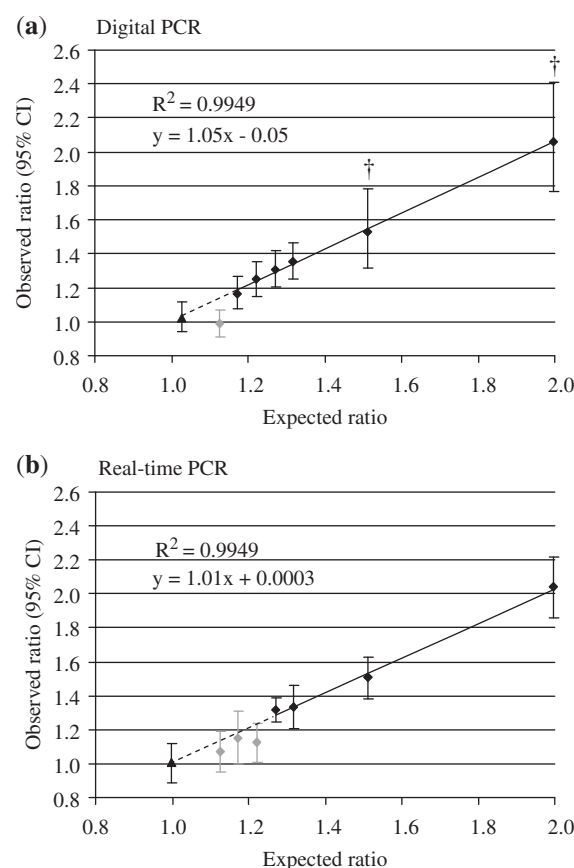 (a) Digital PCR
2.6
† 
2.4
R² = 0.9949
2.2
y = 1.05x - 0.05
2.0
†
1.8
1.6
1.4
1.2
1.0
0.8
Observed ratio (95% CI)
0.8 1.0 1.2 1.4 1.6 1.8 2.0
Expected ratio
(b) Real-time PCR
2.6
2.4
2.2
R² = 0.9949
2.0
y = 1.01x + 0.0003
1.8
1.6
1.4
1.2
1.0
0.8
Observed ratio (95% CI)
0.8 1.0 1.2 1.4 1.6 1.8 2.0
Expected ratio